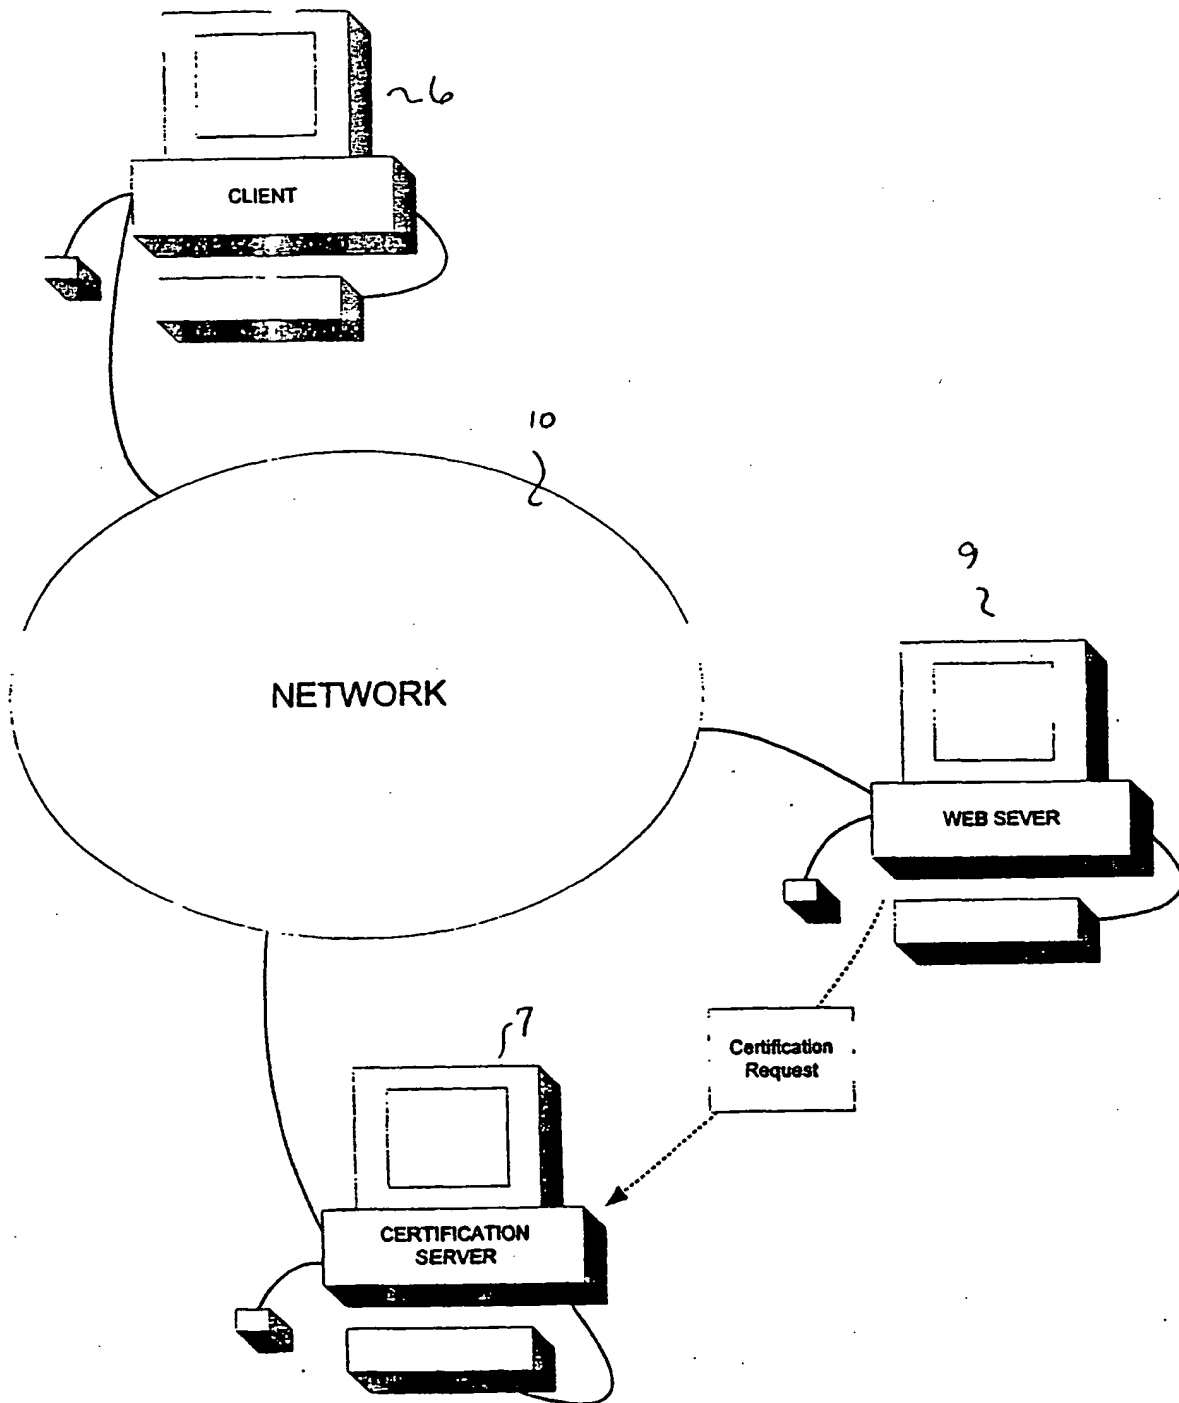 6
CLIENT
10
9
NETWORK
WEB SEVER
7
Certification
Request
CERTIFICATION
SERVER